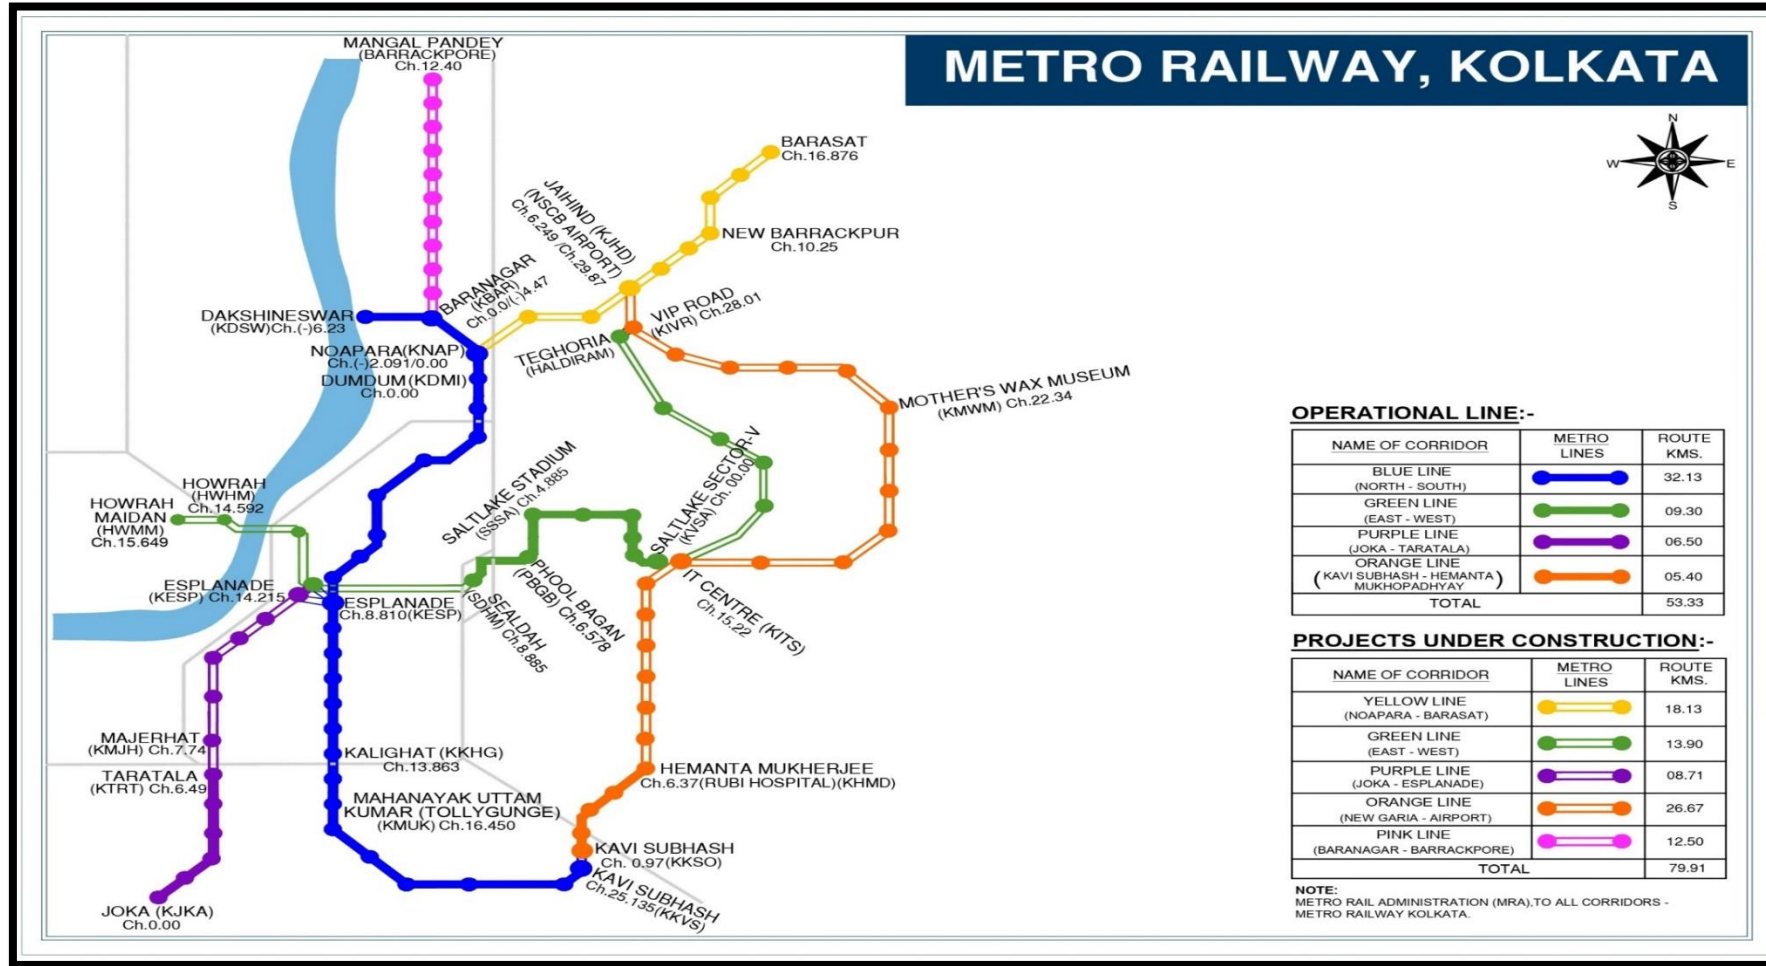 METRO RAILWAY, KOLKATA
N
W
E
S
MANGAL PANDEY
(BARRACKPORE)
Ch.12.40
BARASAT
Ch.16.876
JAIHIND (KJHD)
(NSCB AIRPORT)
Ch.6.249 /Ch.29.87
NEW BARRACKPUR
Ch.10.25
BARANAGAR
(KBAR)
Ch.0.0/(-)4.47
DAKSHINESWAR
(KDSW)Ch.(-)6.23
VIP ROAD
(KIVR) Ch.28.01
NOAPARA(KNAP)
Ch.(-)2.091/0.00
TEGHORIA
(HALDIRAM)
DUMDUM(KDMI)
Ch.0.00
MOTHER'S WAX MUSEUM
(KMWM) Ch.22.34
HOWRAH
(HWHM)
Ch.14.592
HOWRAH
MAIDAN
(HWMM)
Ch.15.649
SALTLAKE STADIUM
(SSSA) Ch.4.885
SALTLAKE SECTOR-V
(KVSA) Ch. 00.00
ESPLANADE
(KESP) Ch.14.215
ESPLANADE
Ch.8.810(KESP)
SEALDAH
(SDHM) Ch.8.885
PHOOL BAGAN
(PBGB) Ch.6.578
IT CENTRE (KITS)
Ch.15.22
MAJERHAT
(KMJH) Ch.7.74
KALIGHAT (KKHG)
Ch.13.863
TARATALA
(KTRT) Ch.6.49
HEMANTA MUKHERJEE
Ch.6.37(RUBI HOSPITAL)(KHMD)
MAHANAYAK UTTAM
KUMAR (TOLLYGUNGE)
(KMUK) Ch.16.450
KAVI SUBHASH
Ch. 0.97(KKSO)
KAVI SUBHASH
Ch.25.135(KKVS)
JOKA (KJKA)
Ch.0.00
OPERATIONAL LINE:-
NAME OF CORRIDOR METRO LINES ROUTE KMS.
BLUE LINE 32.13
(NORTH - SOUTH)
GREEN LINE 09.30
(EAST - WEST)
PURPLE LINE 06.50
(JOKA - TARATALA)
ORANGE LINE 05.40
(KAVI SUBHASH - HEMANTA
MUKHOPADHYAY)
TOTAL 53.33
PROJECTS UNDER CONSTRUCTION:-
NAME OF CORRIDOR METRO LINES ROUTE KMS.
YELLOW LINE 18.13
(NOAPARA - BARASAT)
GREEN LINE 13.90
(EAST - WEST)
PURPLE LINE 08.71
(JOKA - ESPLANADE)
ORANGE LINE 26.67
(NEW GARIA - AIRPORT)
PINK LINE 12.50
(BARANAGAR - BARRACKPORE)
TOTAL 79.91
NOTE:
METRO RAIL ADMINISTRATION (MRA),TO ALL CORRIDORS -
METRO RAILWAY KOLKATA.